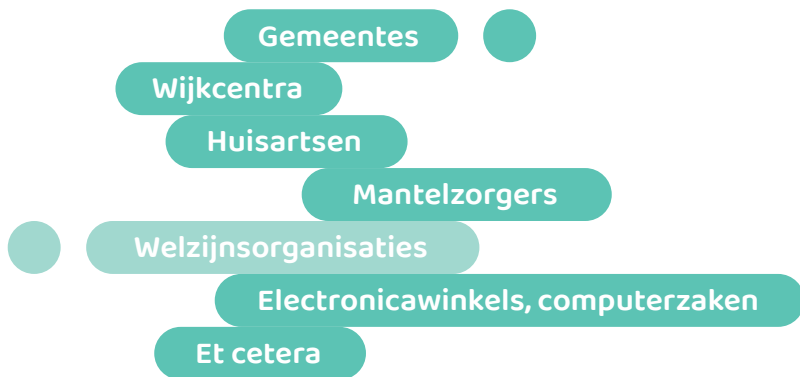 Gemeentes
Wijkcentra
Huisartsen
Mantelzorgers
Welzijnsorganisaties
Electronicawinkels, computerzaken
Et cetera